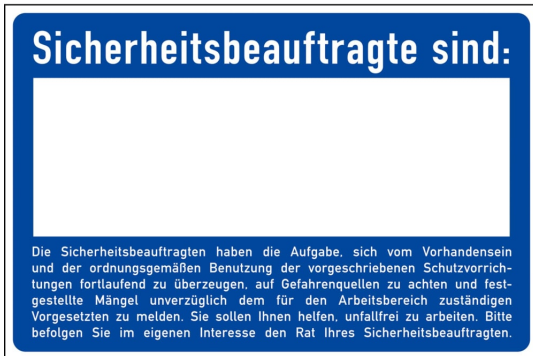 Sicherheitsbeauftragte sind:
Die Sicherheitsbeauftragten haben die Aufgabe, sich vom Vorhandensein
und der ordnungsgemäßen Benutzung der vorgeschriebenen Schutzvorrich-
tungen fortlaufend zu überzeugen, auf Gefahrenquellen zu achten und fest-
gestellte Mängel unverzüglich dem für den Arbeitsbereich zuständigen
Vorgesetzten zu melden. Sie sollen Ihnen helfen, unfallfrei zu arbeiten. Bitte
befolgen Sie im eigenen Interesse den Rat Ihres Sicherheitsbeauftragten.